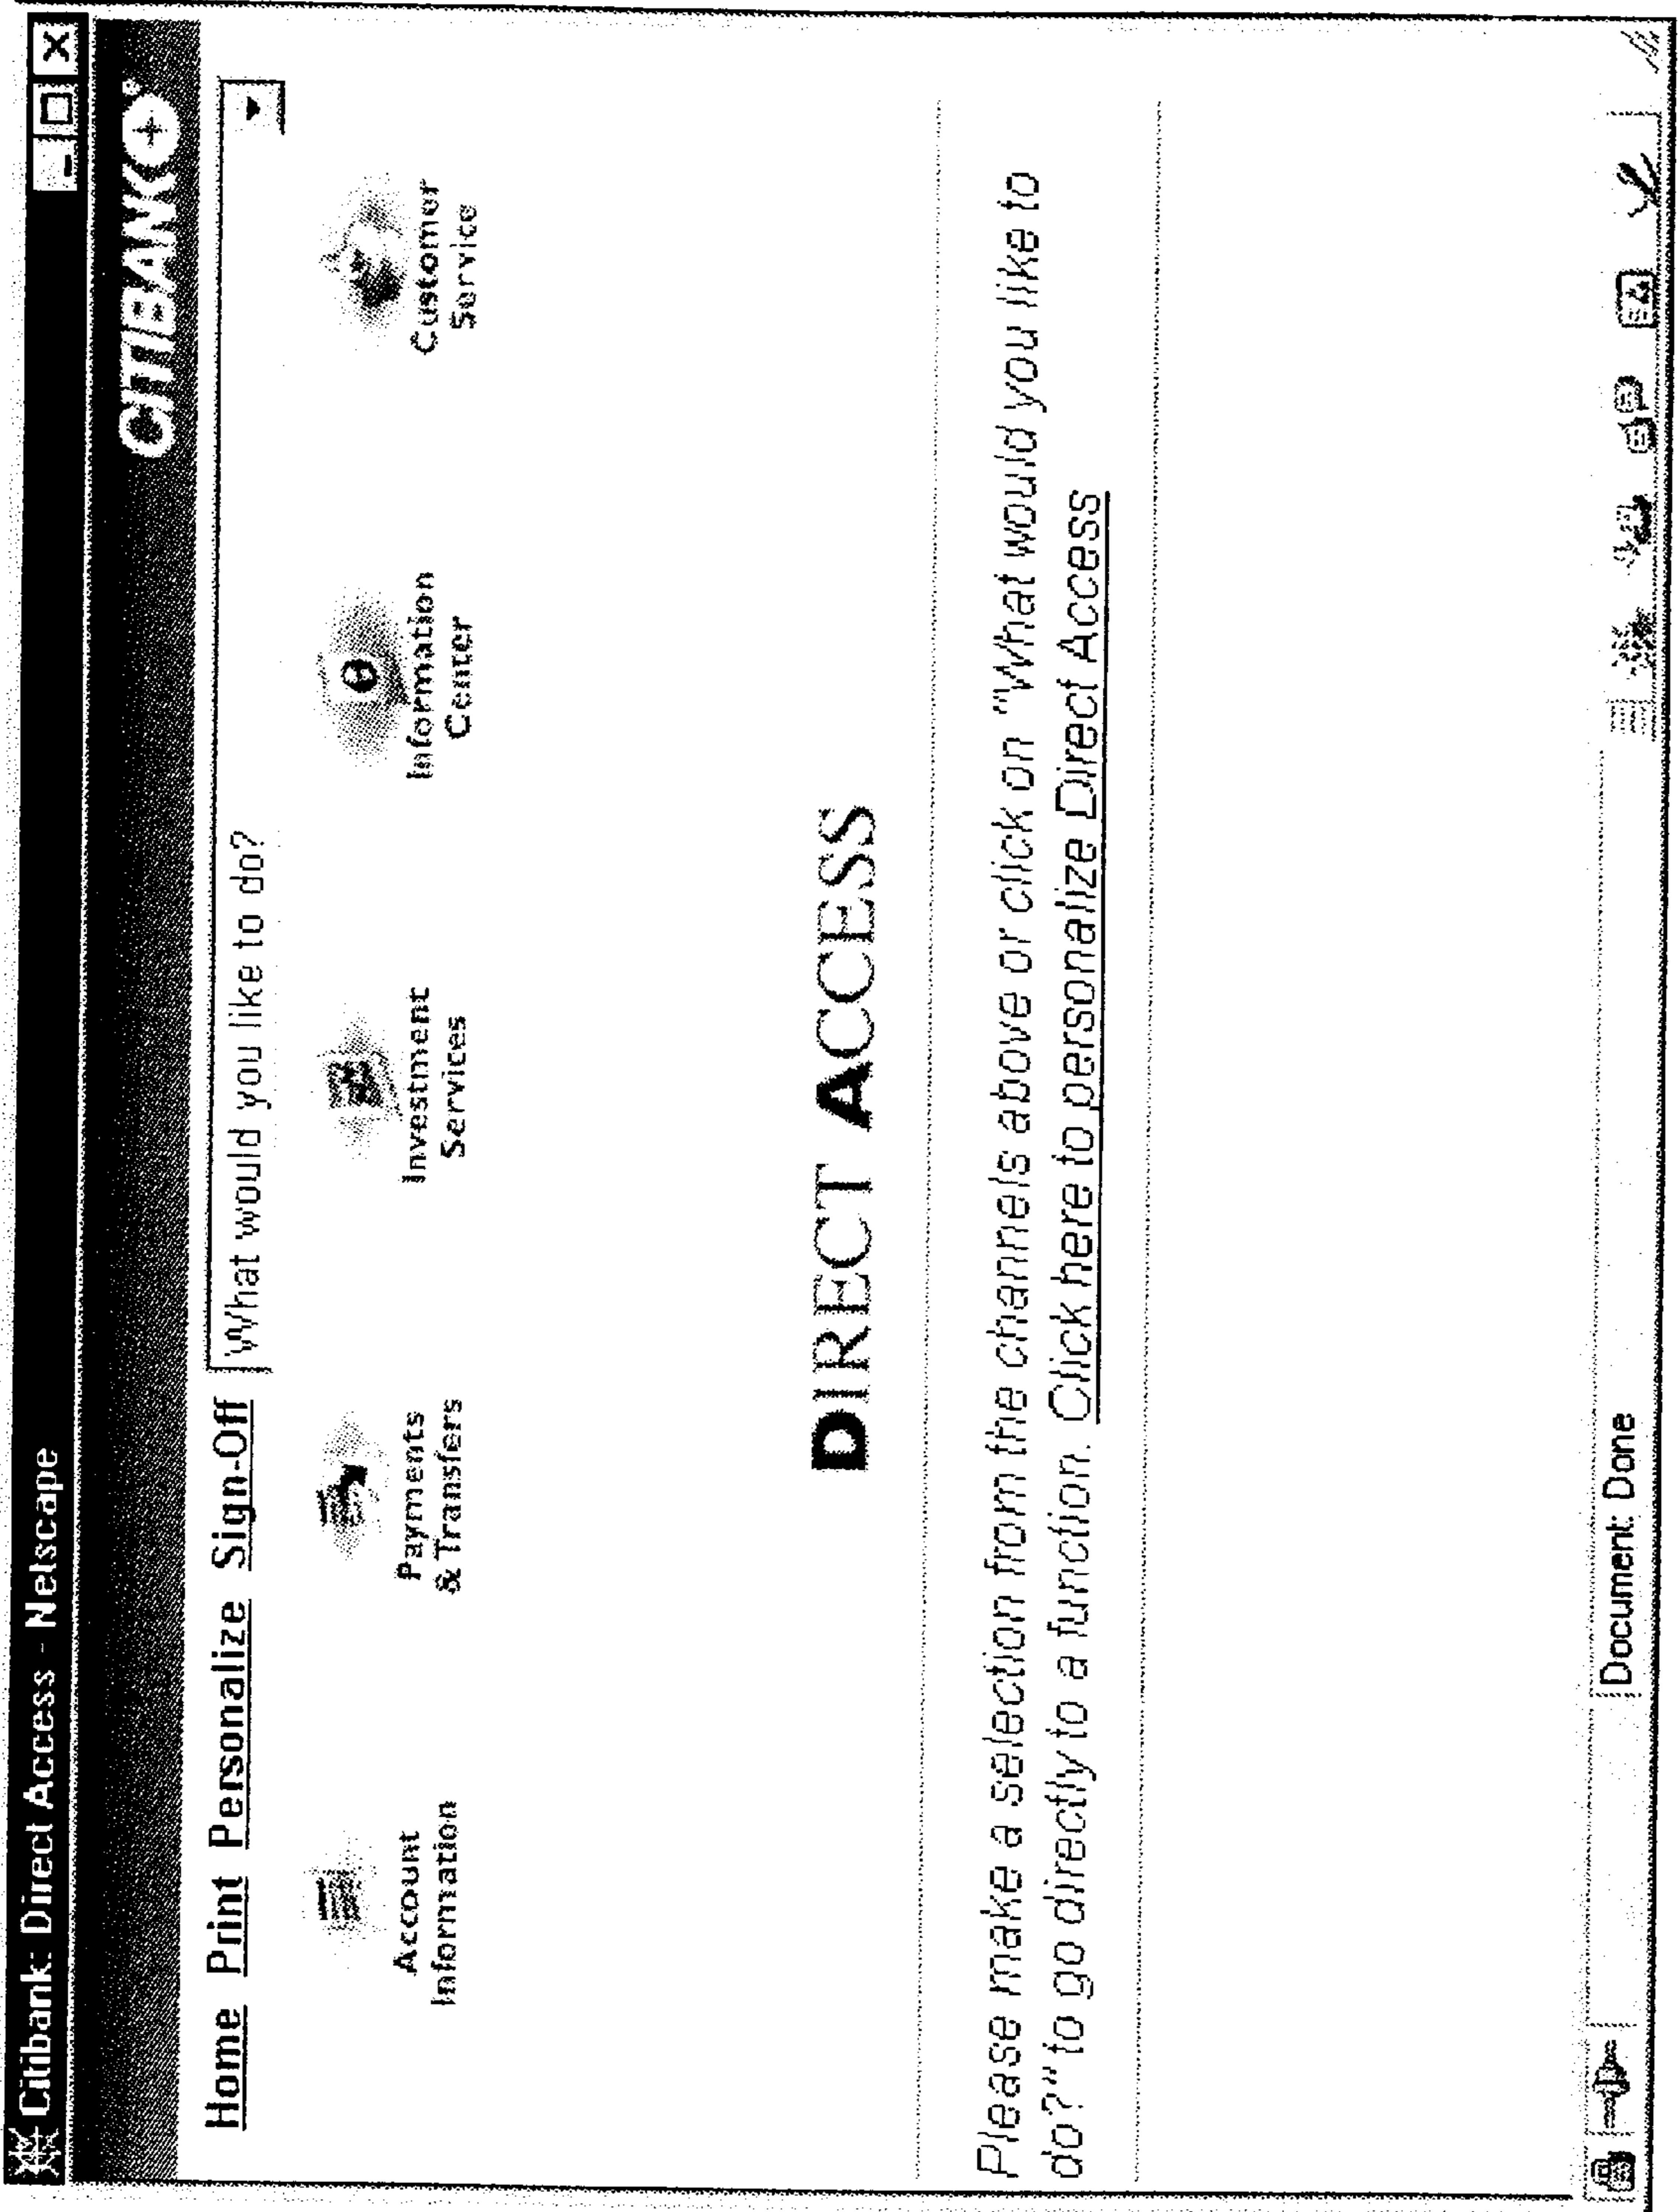 Citibank: Direct Access - Netscape
CITIBANK
Home Print Personalize Sign-Off What would you like to do?
Account
Information
Payments
& Transfers
Investment
Services
Information
Center
Customer
Service
DIRECT ACCESS
Please make a selection from the channels above or click on "What would you like to
do?" to go directly to a function. Click here to personalize Direct Access
Document: Done